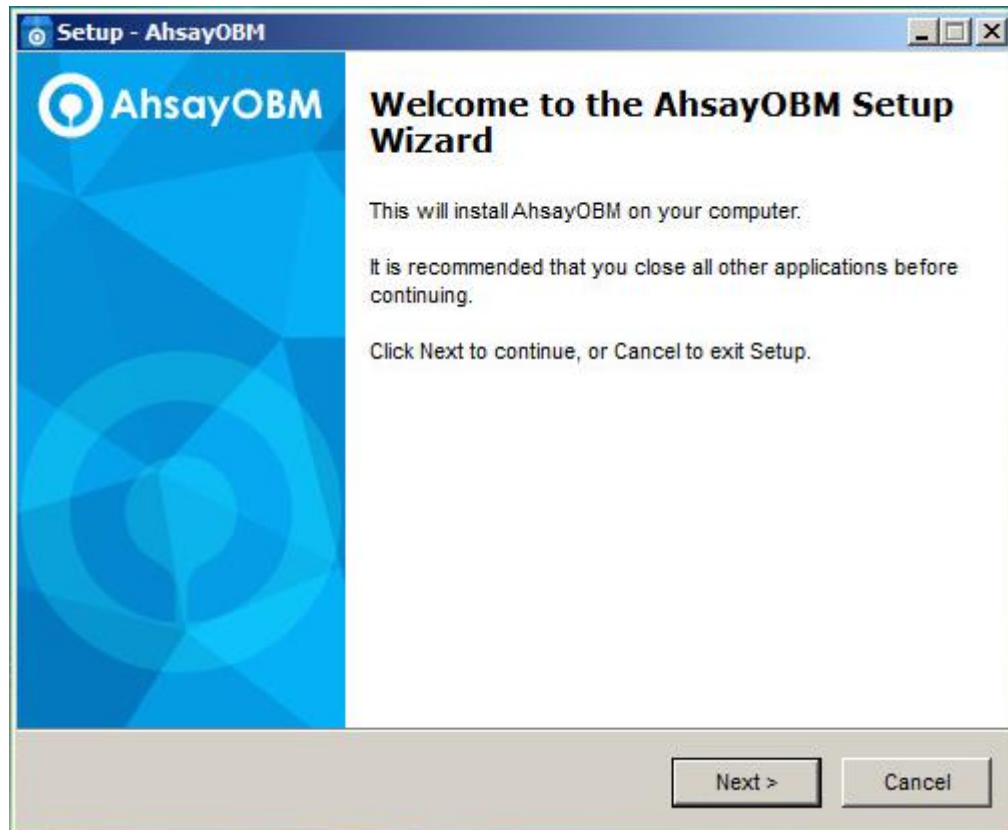 Setup - AhsayOBM
AhsayOBM
Welcome to the AhsayOBM Setup
Wizard
This will install AhsayOBM on your computer.
It is recommended that you close all other applications before
continuing.
Click Next to continue, or Cancel to exit Setup.
Next >
Cancel